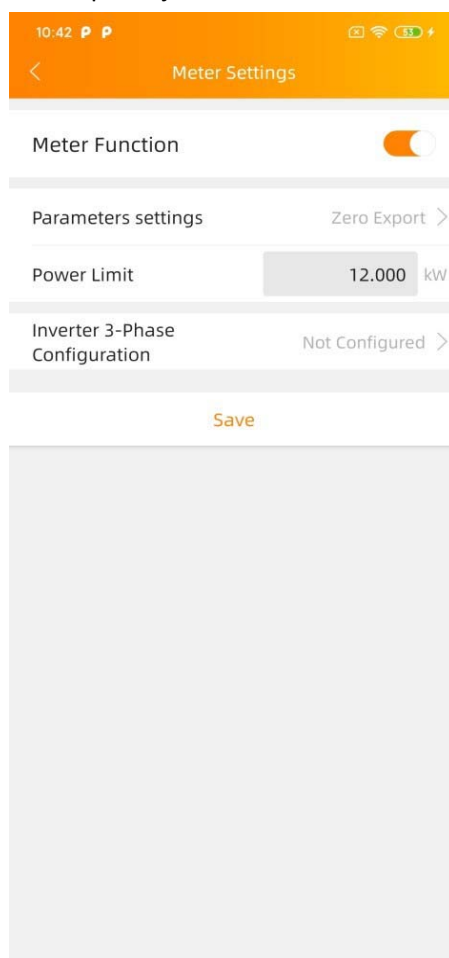 10:42 P P 53
Meter Settings
Meter Function
Parameters settings Zero Export
Power Limit 12.000 kW
Inverter 3-Phase
Configuration
Not Configured
Save